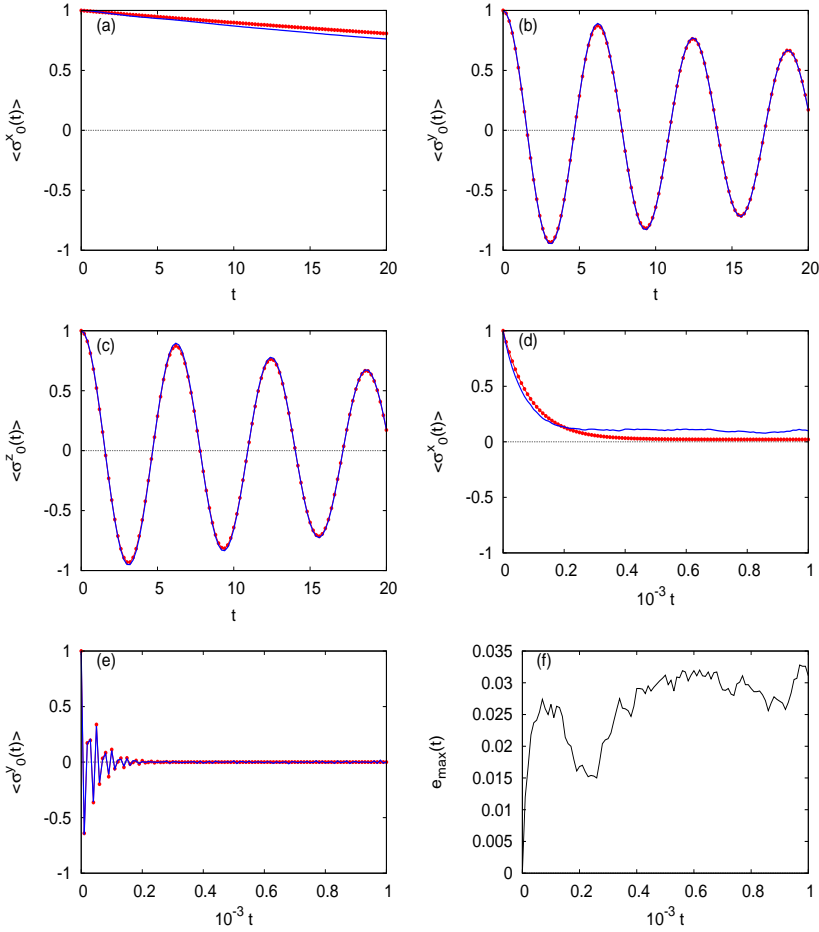 (a)
1
0.5
0
-0.5
-1
<σ^x_0(t)>
0 5 10 15 20
t
(b)
1
0.5
0
-0.5
-1
<σ^y_0(t)>
0 5 10 15 20
t
(c)
1
0.5
0
-0.5
-1
<σ^z_0(t)>
0 5 10 15 20
t
(d)
1
0.5
0
-0.5
-1
<σ^x_0(t)>
0 0.2 0.4 0.6 0.8 1
10^-3 t
(e)
1
0.5
0
-0.5
-1
<σ^y_0(t)>
0 0.2 0.4 0.6 0.8 1
10^-3 t
(f)
0.035
0.03
0.025
0.02
0.015
0.01
0.005
0
e_max(t)
0 0.2 0.4 0.6 0.8 1
10^-3 t